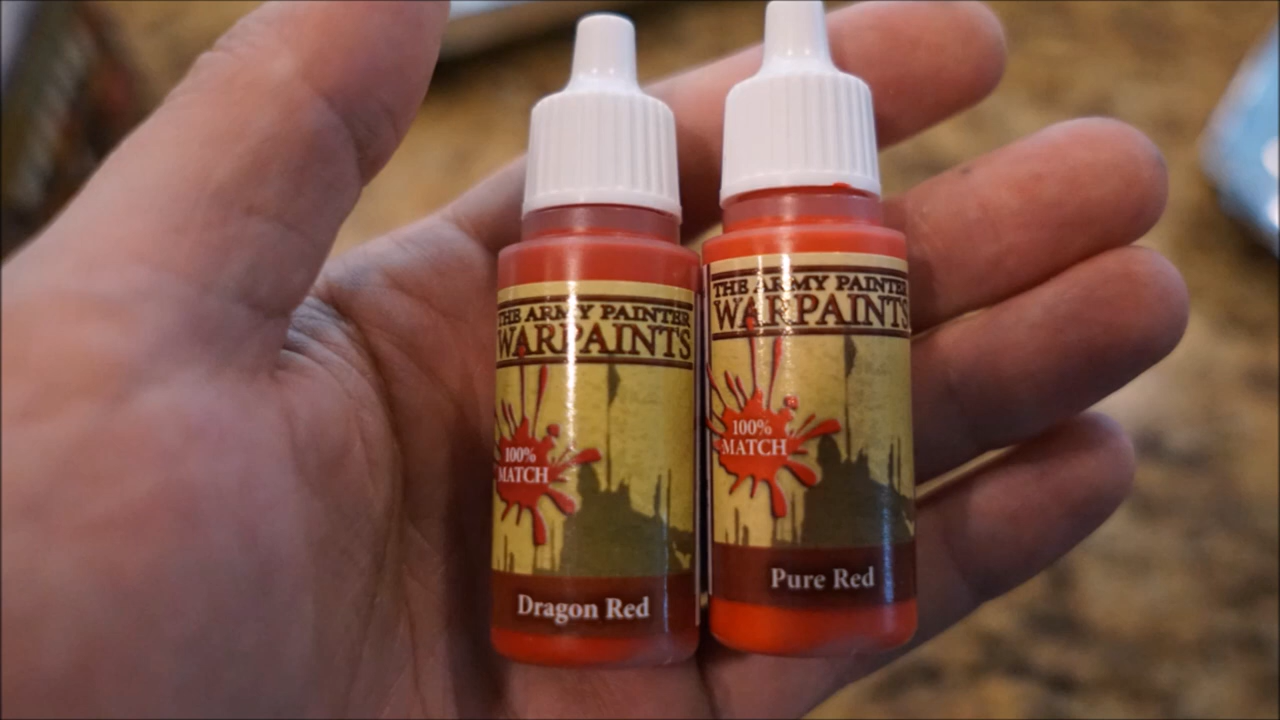 THE ARMY PAINTER
WARPAINTS
100%
MATCH
Dragon Red
THE ARMY PAINTER
WARPAINTS
100%
MATCH
Pure Red